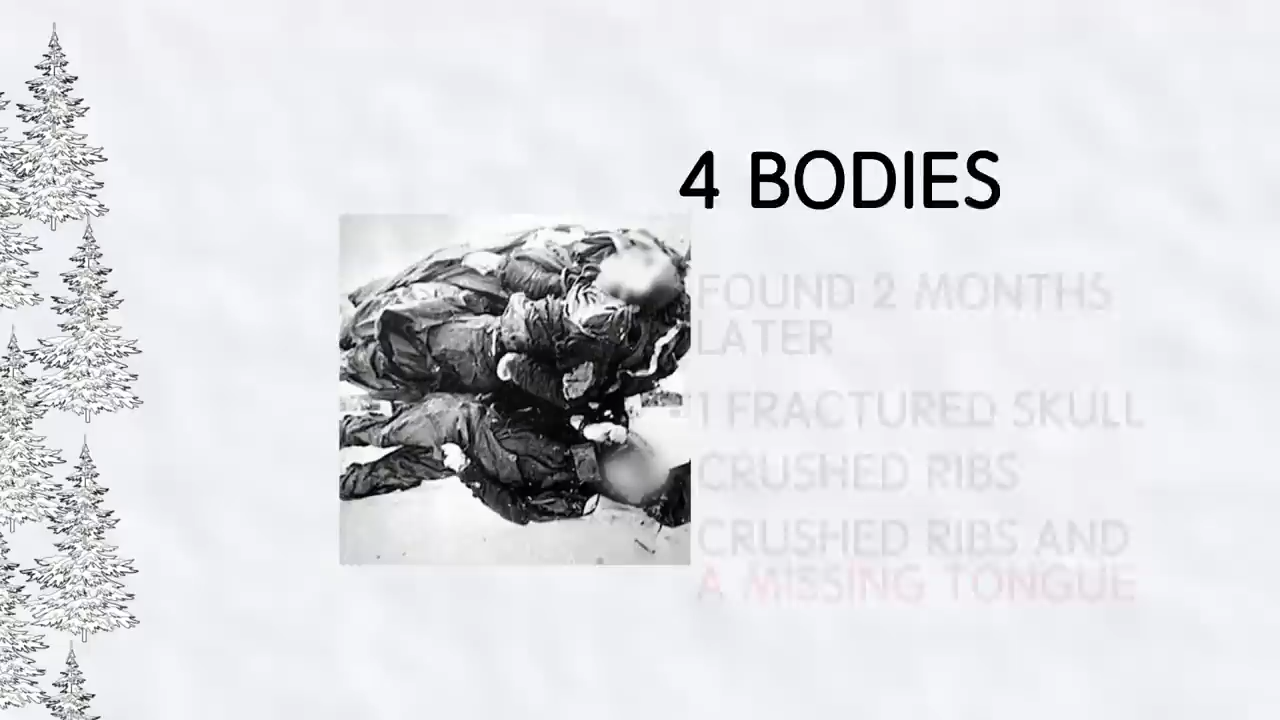 4 BODIES
FOUND 2 MONTHS
LATER
1 FRACTURED SKULL
CRUSHED RIBS
CRUSHED RIBS AND
A MISSING TONGUE